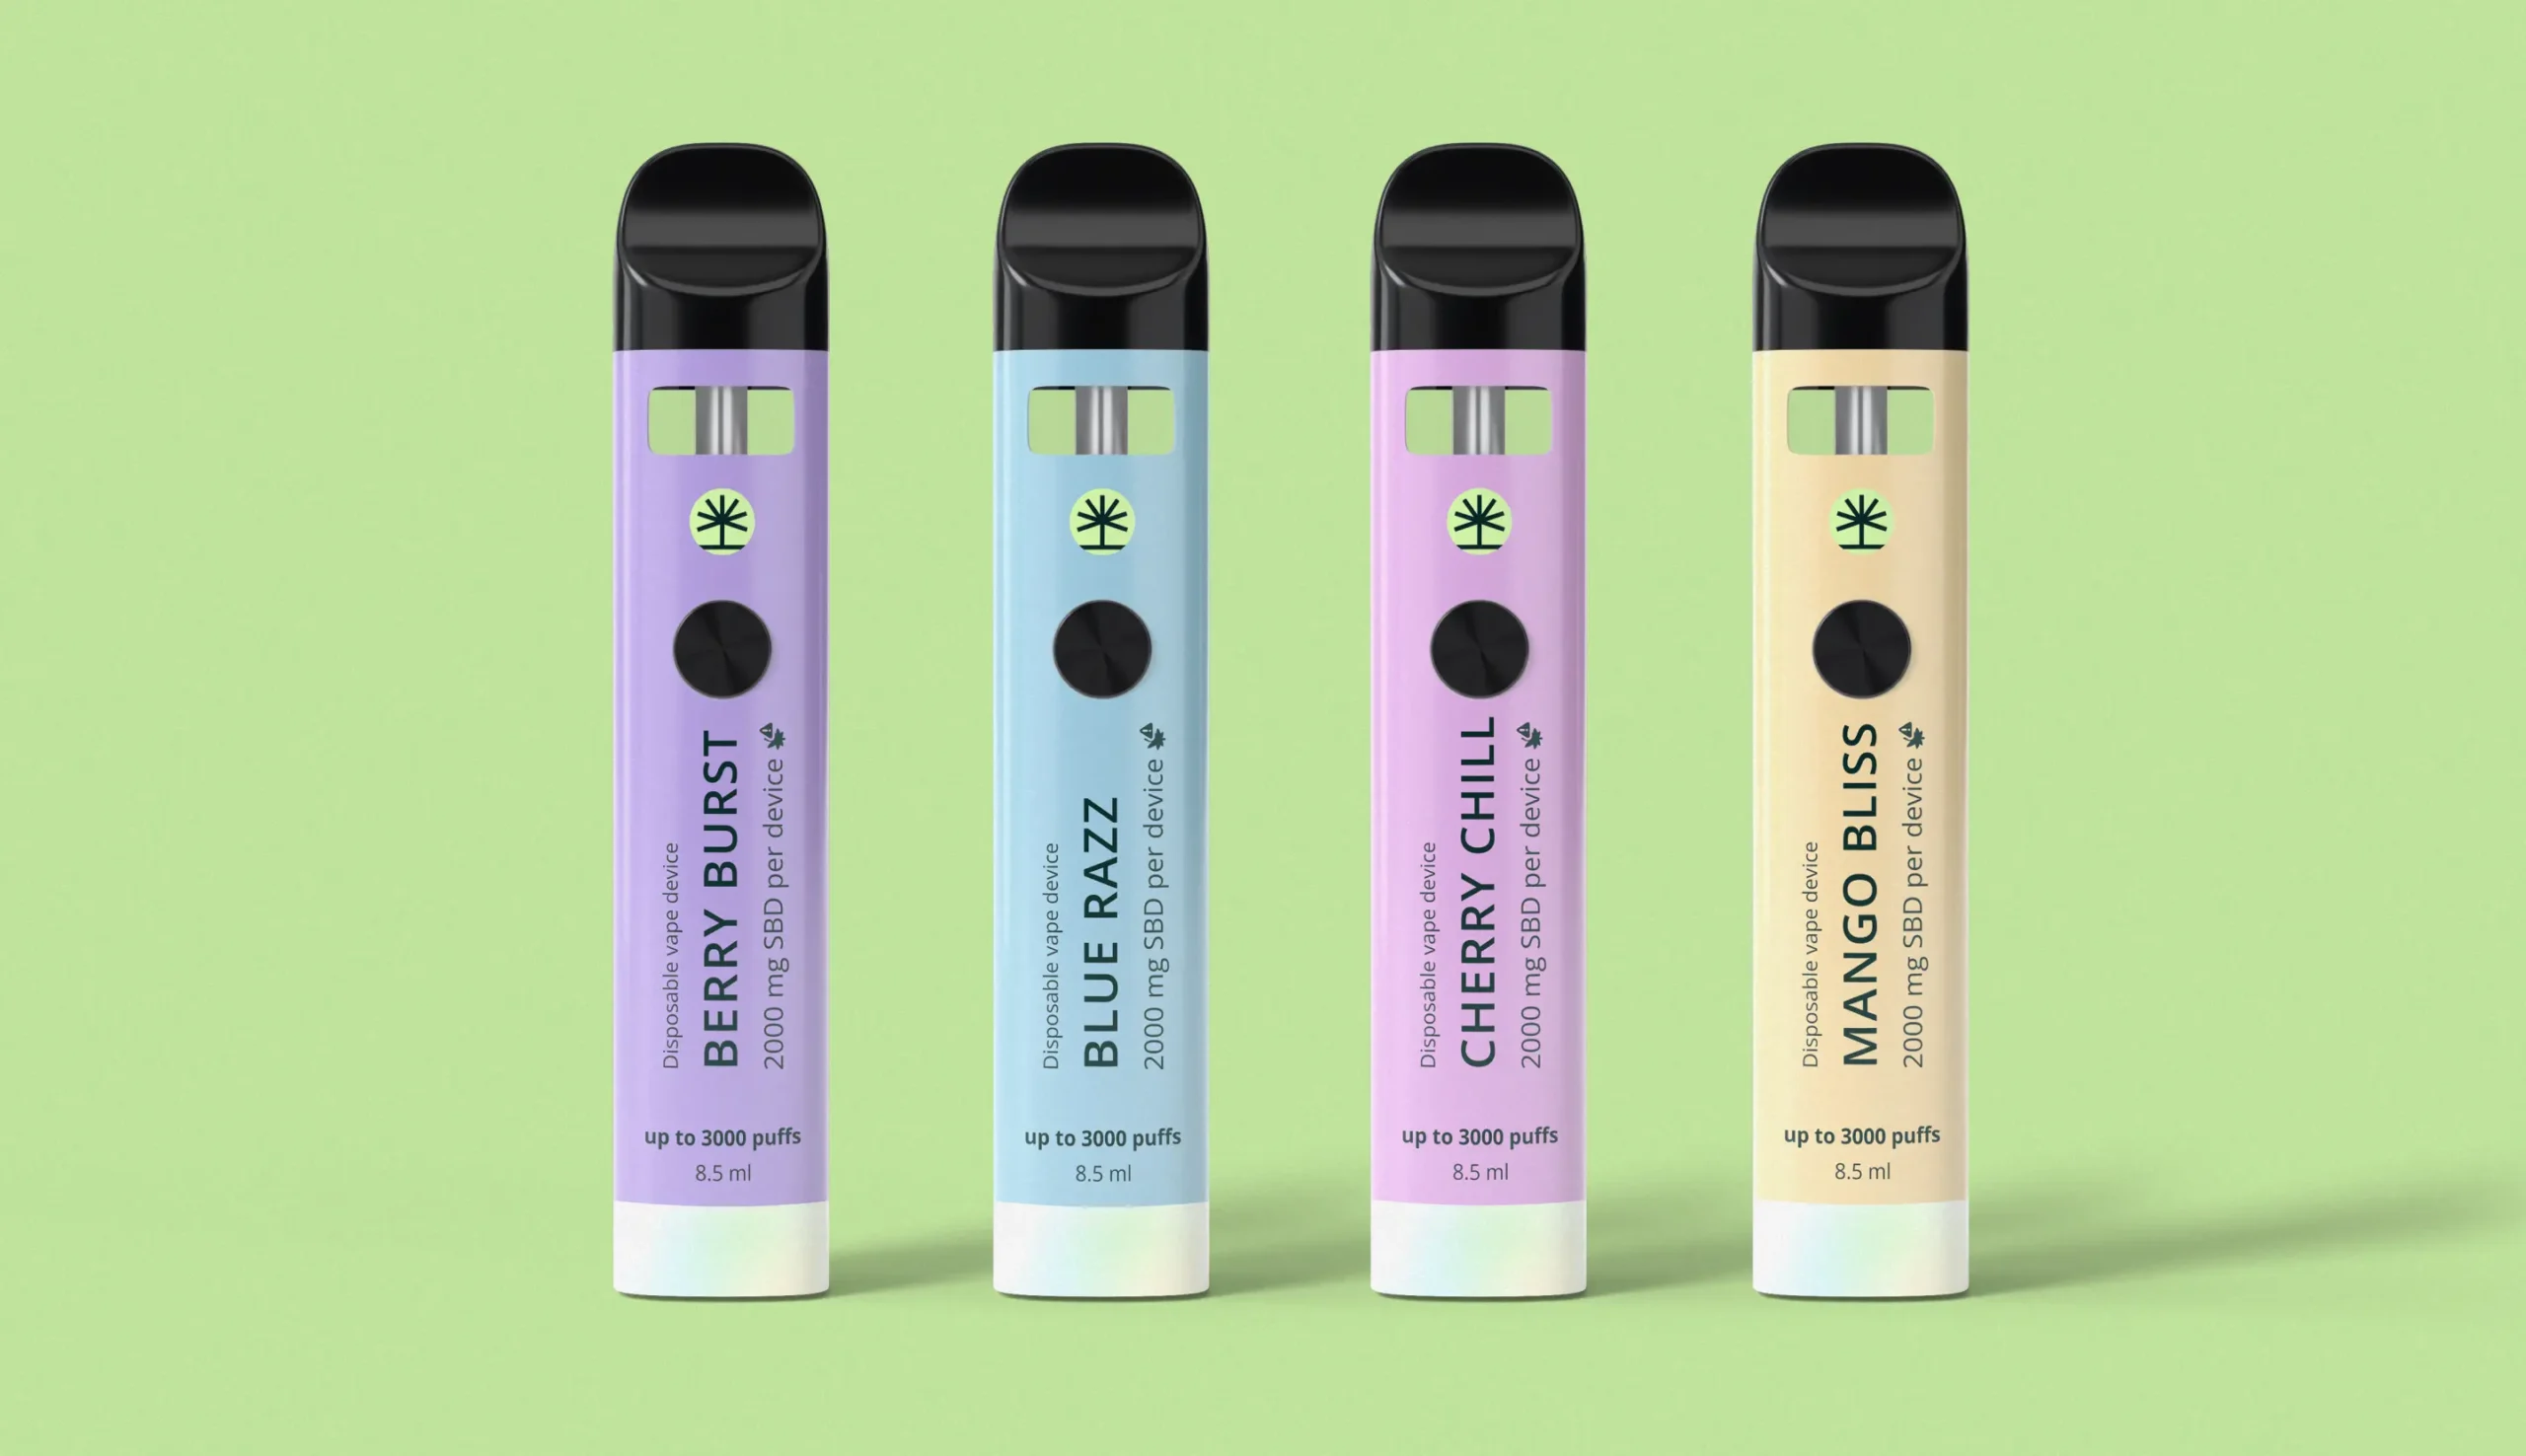 Disposable vape device
BERRY BURST
2000 mg SBD per device
up to 3000 puffs
8.5 ml
Disposable vape device
BLUE RAZZ
2000 mg SBD per device
up to 3000 puffs
8.5 ml
Disposable vape device
CHERRY CHILL
2000 mg SBD per device
up to 3000 puffs
8.5 ml
Disposable vape device
MANGO BLISS
2000 mg SBD per device
up to 3000 puffs
8.5 ml